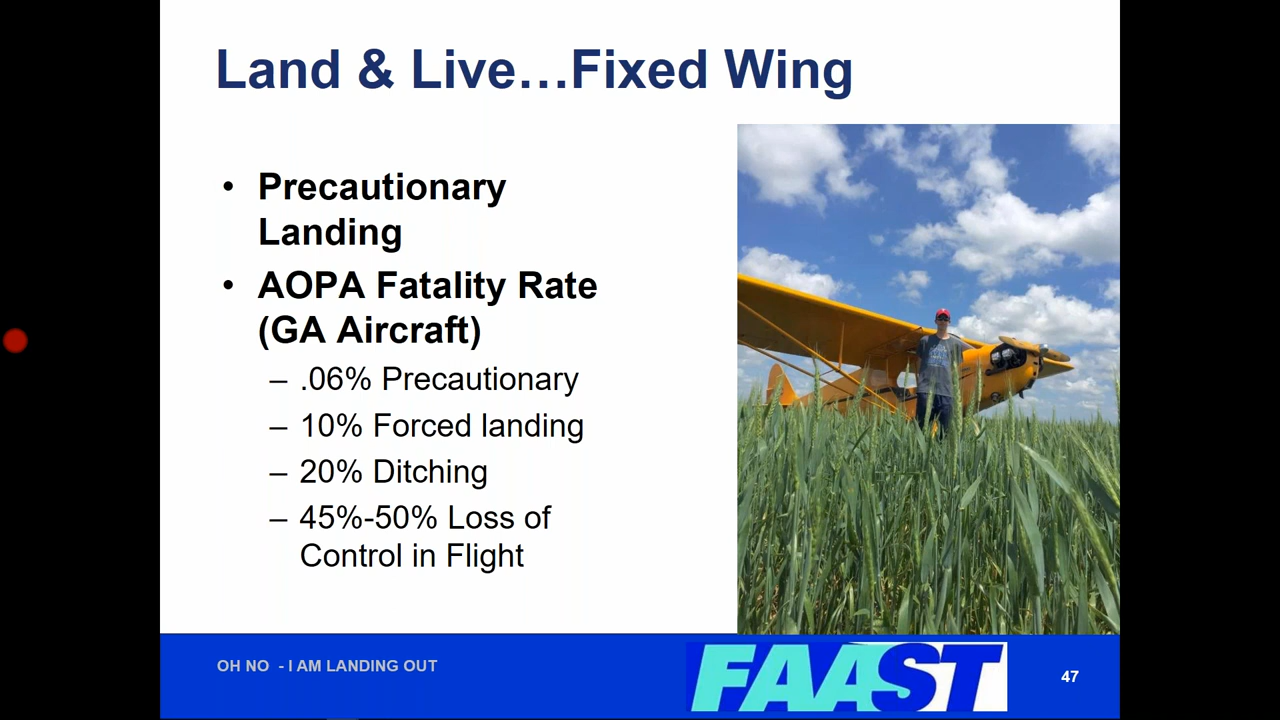 Land & Live…Fixed Wing
• Precautionary
Landing
• AOPA Fatality Rate
(GA Aircraft)
– .06% Precautionary
– 10% Forced landing
– 20% Ditching
– 45%-50% Loss of
Control in Flight
OH NO - I AM LANDING OUT
FAAST
47